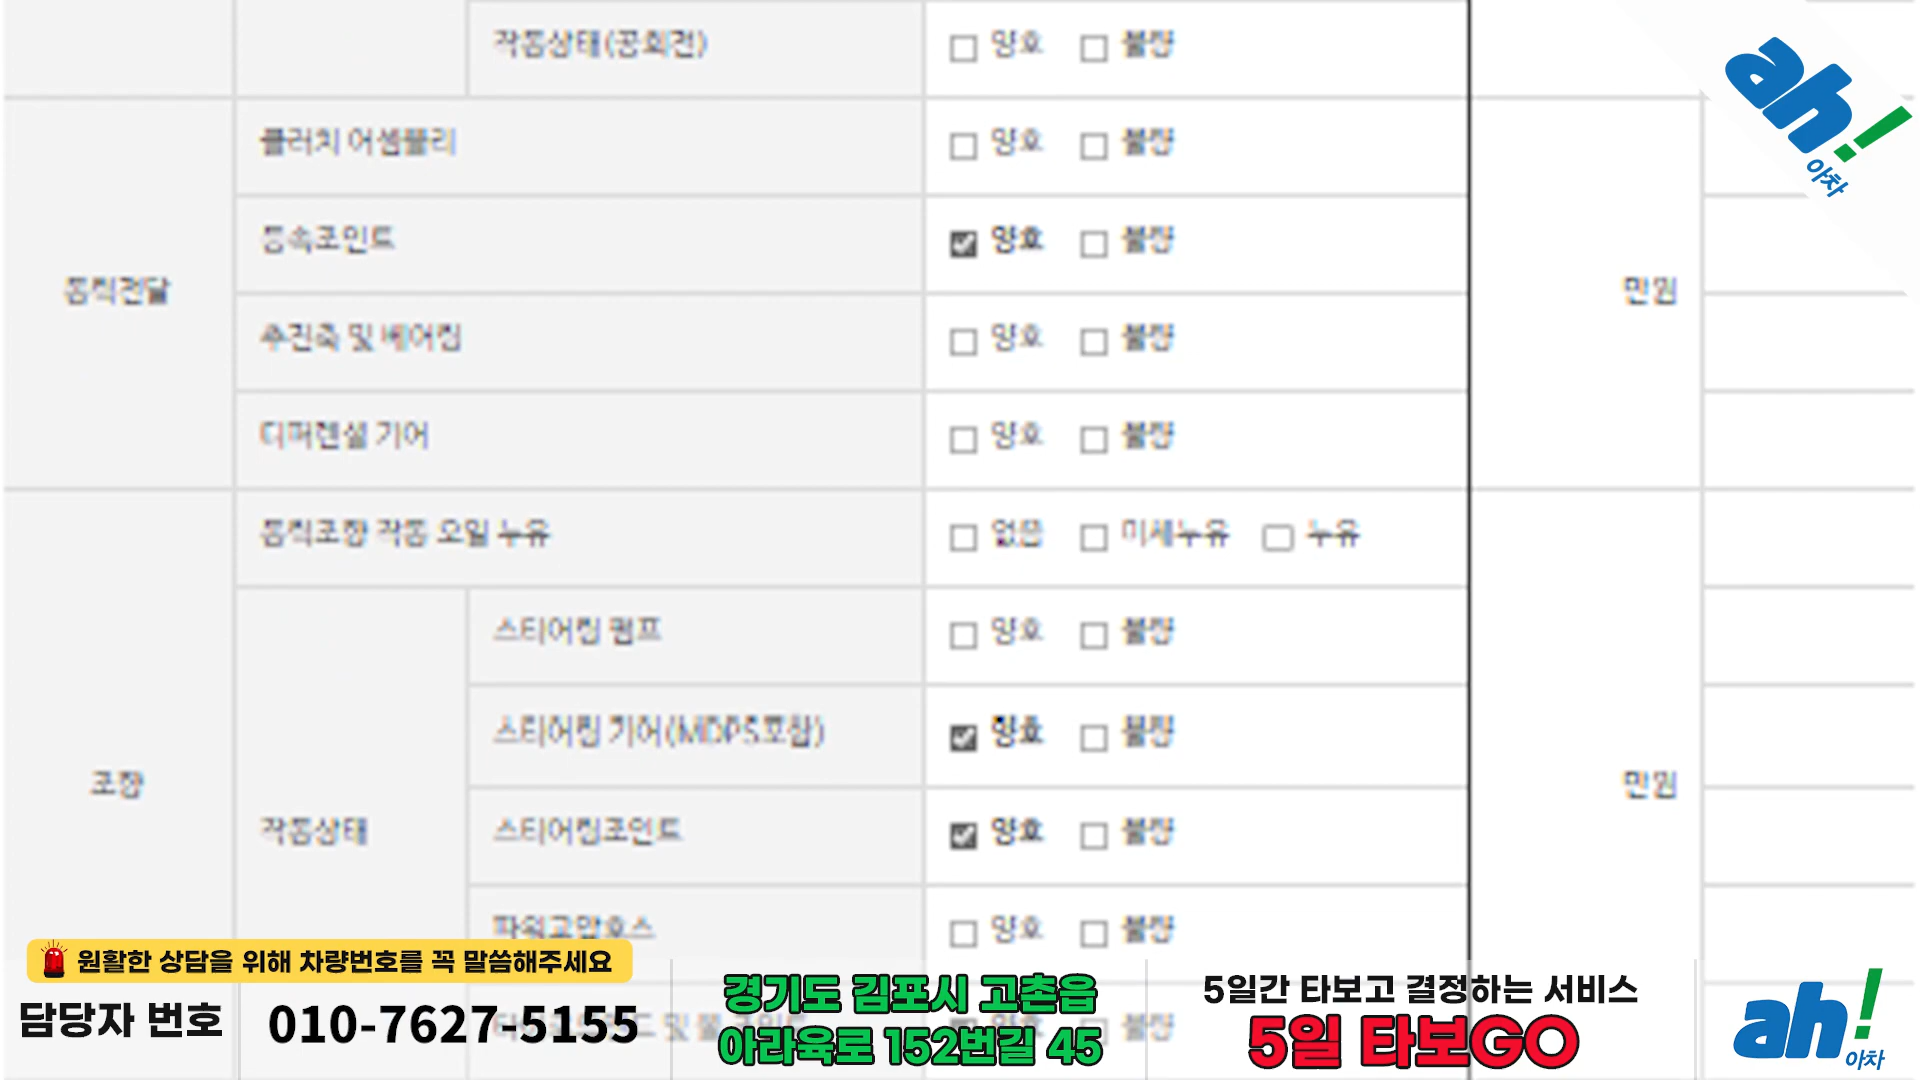 작동상태(공회전) 양호 불량
클러치 어셈블리 양호 불량
등속조인트 양호 불량
동력전달 만원
추진축 및 베어링 양호 불량
디퍼렌셜 기어 양호 불량
동력조향 작동 오일 누유 없음 미세누유 누유
스티어링 펌프 양호 불량
스티어링 기어(MDPS포함) 양호 불량
조향 만원
작동상태 스티어링조인트 양호 불량
파워고압호스 양호 불량
원활한 상담을 위해 차량번호를 꼭 말씀해주세요
담당자 번호 010-7627-5155
경기도 김포시 고촌읍
아라육로 152번길 45
5일간 타보고 결정하는 서비스
5일 타보GO
불량
ah!
아차
ah!
아차